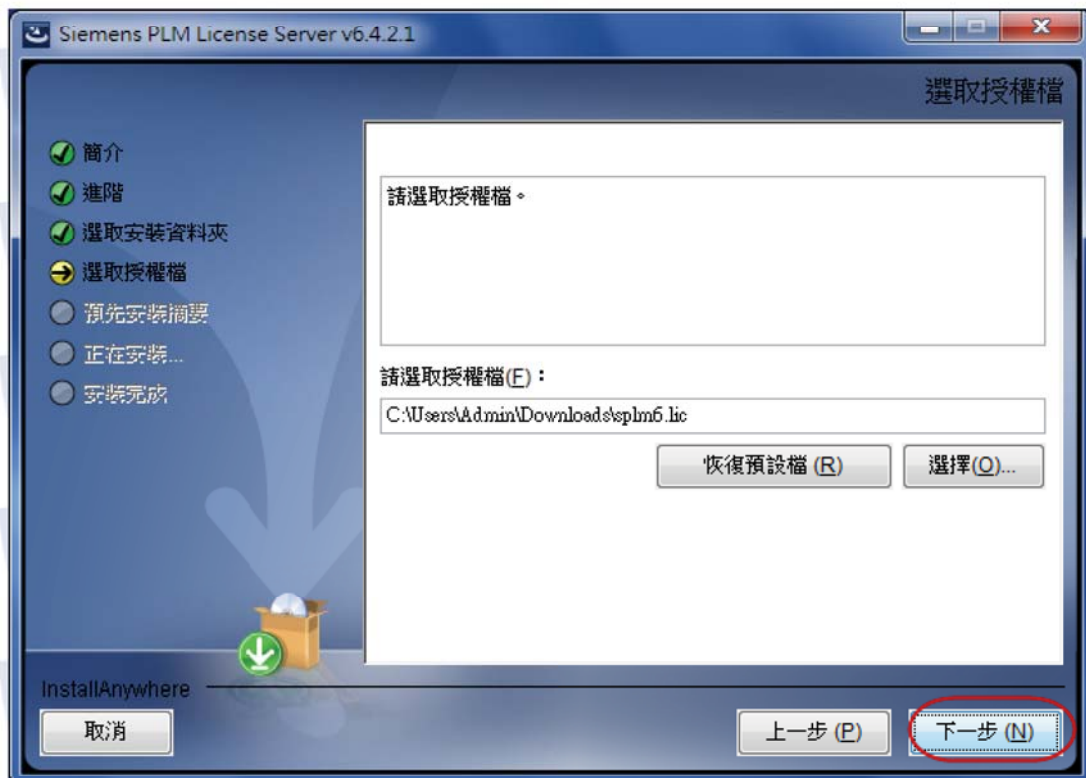 Siemens PLM License Server v6.4.2.1
選取授權檔
簡介
進階
選取安裝資料夾
選取授權檔
預先安裝摘要
正在安裝...
安裝完成
請選取授權檔。
請選取授權檔(F)：
C:\Users\Admin\Downloads\splm6.lic
恢復預設檔 (R)
選擇(O)...
InstallAnywhere
取消
上一步 (P)
下一步 (N)